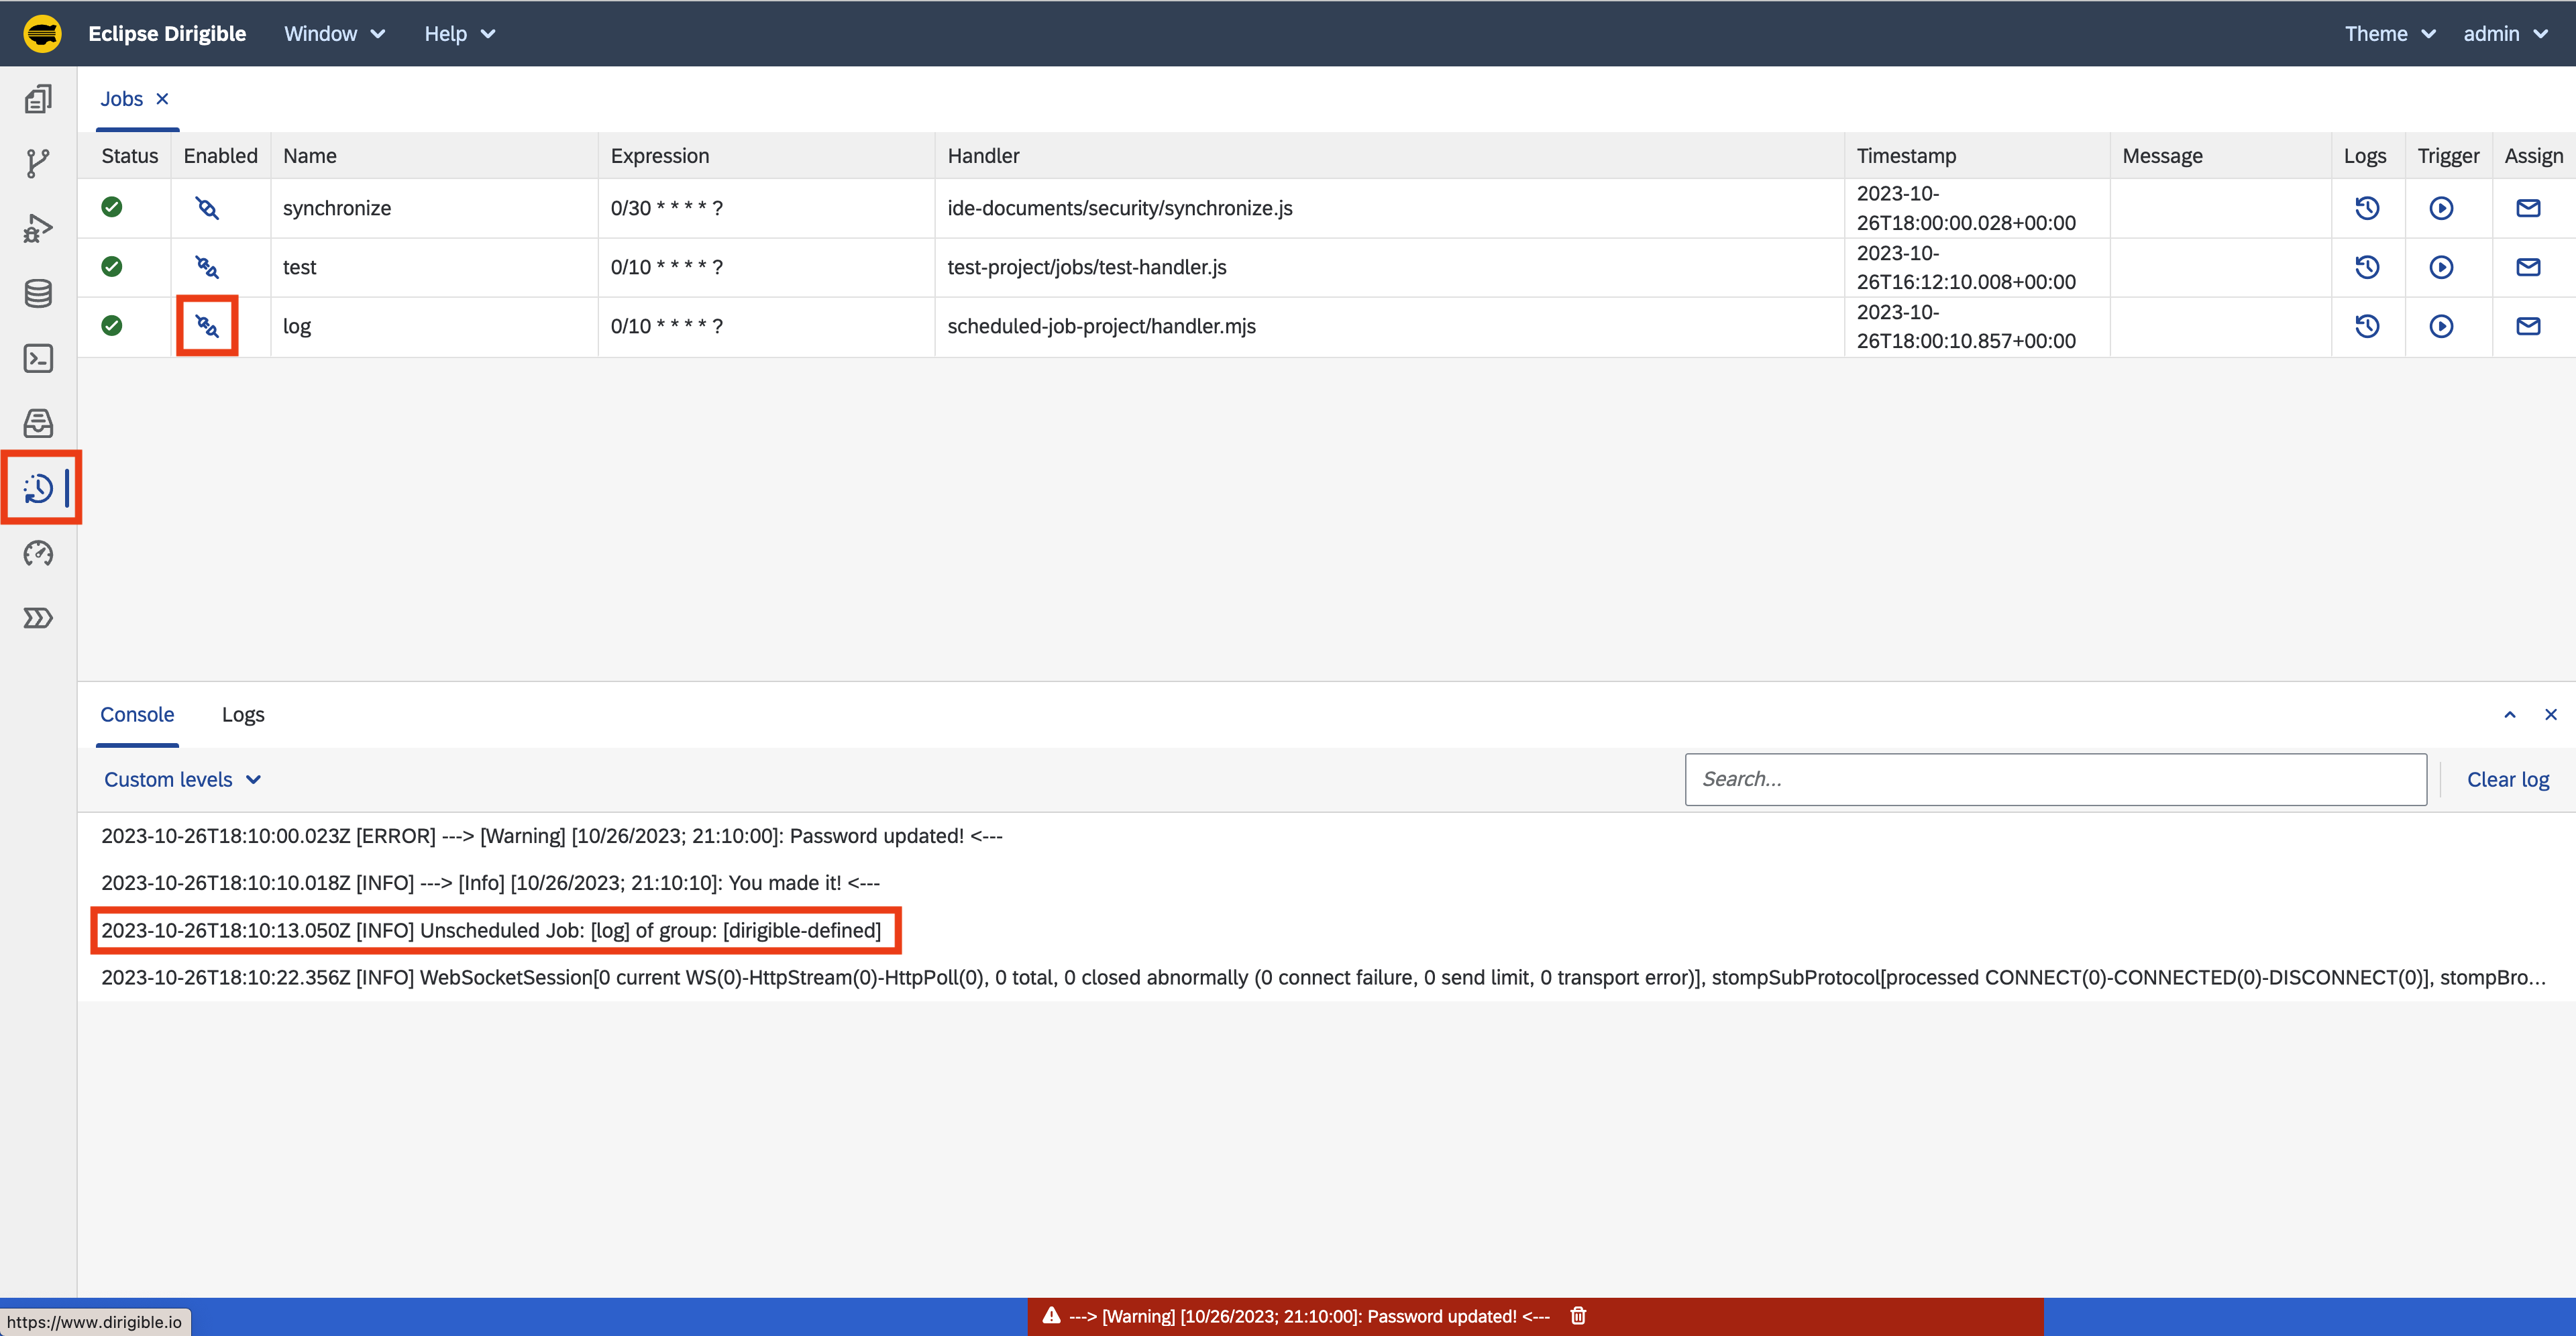 Eclipse Dirigible Window Help Theme admin
Jobs
Status Enabled Name Expression Handler Timestamp Message Logs Trigger Assign
synchronize 0/30 * * * * ? ide-documents/security/synchronize.js 2023-10-
26T18:00:00.028+00:00
test 0/10 * * * * ? test-project/jobs/test-handler.js 2023-10-
26T16:12:10.008+00:00
log 0/10 * * * * ? scheduled-job-project/handler.mjs 2023-10-
26T18:00:10.857+00:00
Console Logs
Custom levels Search... Clear log
2023-10-26T18:10:00.023Z [ERROR] ---> [Warning] [10/26/2023; 21:10:00]: Password updated! <---
2023-10-26T18:10:10.018Z [INFO] ---> [Info] [10/26/2023; 21:10:10]: You made it! <---
2023-10-26T18:10:13.050Z [INFO] Unscheduled Job: [log] of group: [dirigible-defined]
2023-10-26T18:10:22.356Z [INFO] WebSocketSession[0 current WS(0)-HttpStream(0)-HttpPoll(0), 0 total, 0 closed abnormally (0 connect failure, 0 send limit, 0 transport error)], stompSubProtocol[processed CONNECT(0)-CONNECTED(0)-DISCONNECT(0)], stompBro...
https://www.dirigible.io ---> [Warning] [10/26/2023; 21:10:00]: Password updated! <---